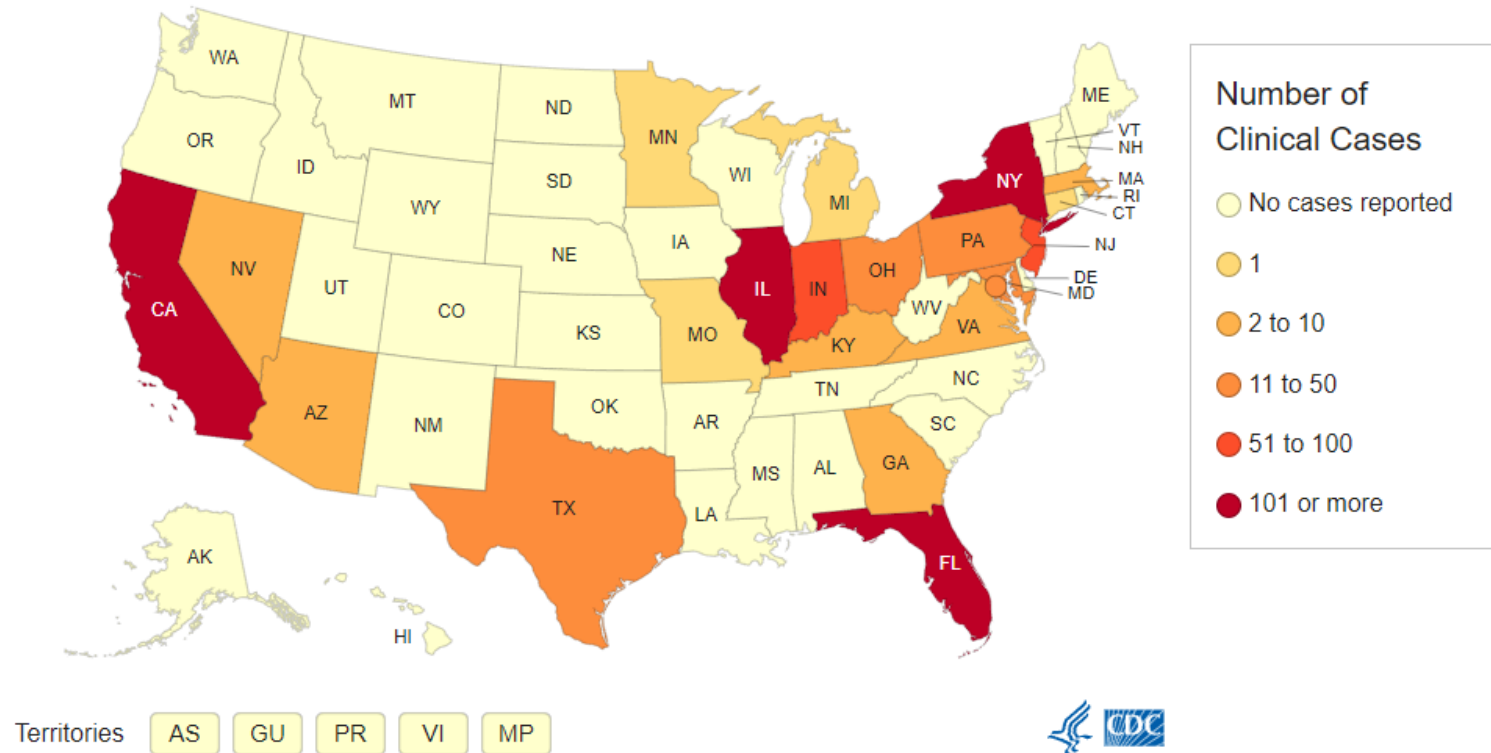 WA
MT
ND
MN
ME
VT
NH
OR
ID
SD
WI
NY
MA
RI
CT
WY
MI
IA
PA
NJ
NE
NV
OH
DE
MD
UT
IL
IN
CA
CO
WV
KS
MO
VA
KY
NC
TN
OK
AZ
NM
AR
SC
MS
AL
GA
TX
LA
AK
FL
HI
Number of
Clinical Cases
No cases reported
1
2 to 10
11 to 50
51 to 100
101 or more
Territories AS GU PR VI MP
CDC